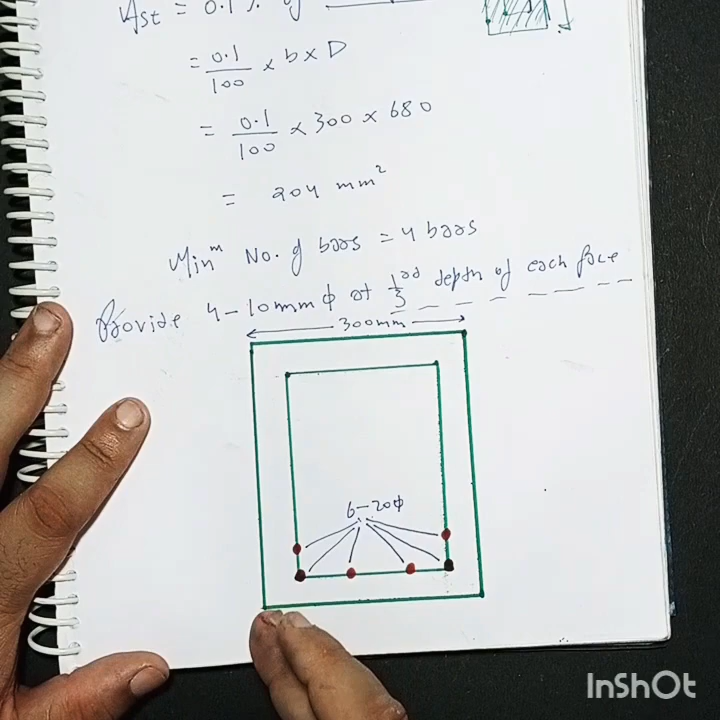 Ast = 0.1 % of
= 0.1/100 × b × D
= 0.1/100 × 300 × 680
= 204 mm²
Minᵐ No. of bars = 4 bars
Provide 4-10mm ϕ at 1/3rd depth of each face
300mm
6-20ϕ
InShOt